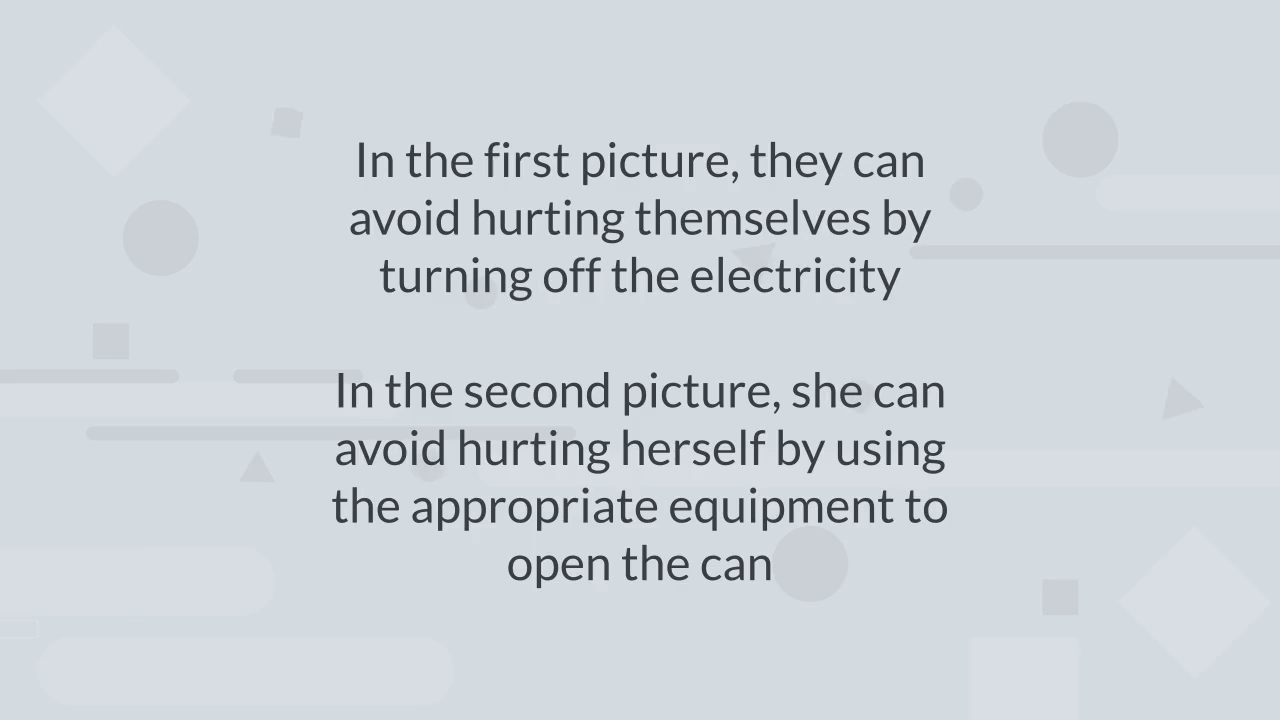 In the first picture, they can
avoid hurting themselves by
turning off the electricity
In the second picture, she can
avoid hurting herself by using
the appropriate equipment to
open the can